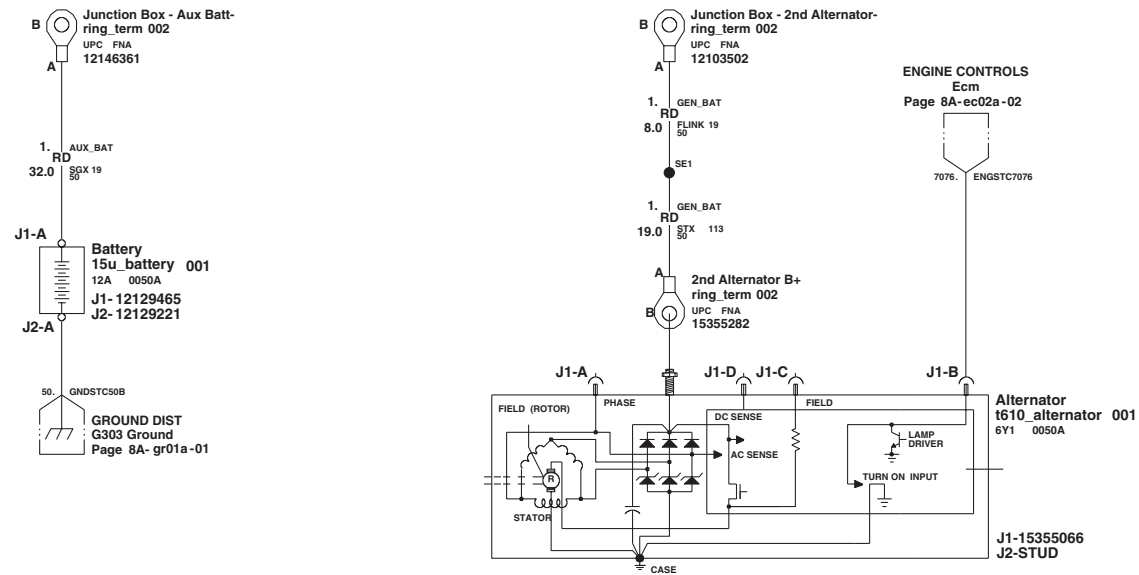 B
Junction Box - Aux Batt-
ring_term 002
UPC FNA
12146361
A
1. AUX_BAT
RD
32.0 SGX 19
50
J1-A
Battery
15u_battery 001
12A 0050A
J1- 12129465
J2- 12129221
J2-A
50. GNDSTC50B
GROUND DIST
G303 Ground
Page 8A- gr01a-01
B
Junction Box - 2nd Alternator-
ring_term 002
UPC FNA
12103502
A
1. GEN_BAT
RD
8.0 FLINK 19
50
SE1
1. GEN_BAT
RD
19.0 STX 113
50
A
2nd Alternator B+
ring_term 002
B
UPC FNA
15355282
ENGINE CONTROLS
Ecm
Page 8A-ec02a-02
7076. ENGSTC7076
J1-A
J1-D
J1-C
J1-B
Alternator
t610_alternator 001
6Y1 0050A
PHASE
FIELD
FIELD (ROTOR)
DC SENSE
AC SENSE
LAMP
DRIVER
TURN ON INPUT
R
STATOR
CASE
J1-15355066
J2-STUD